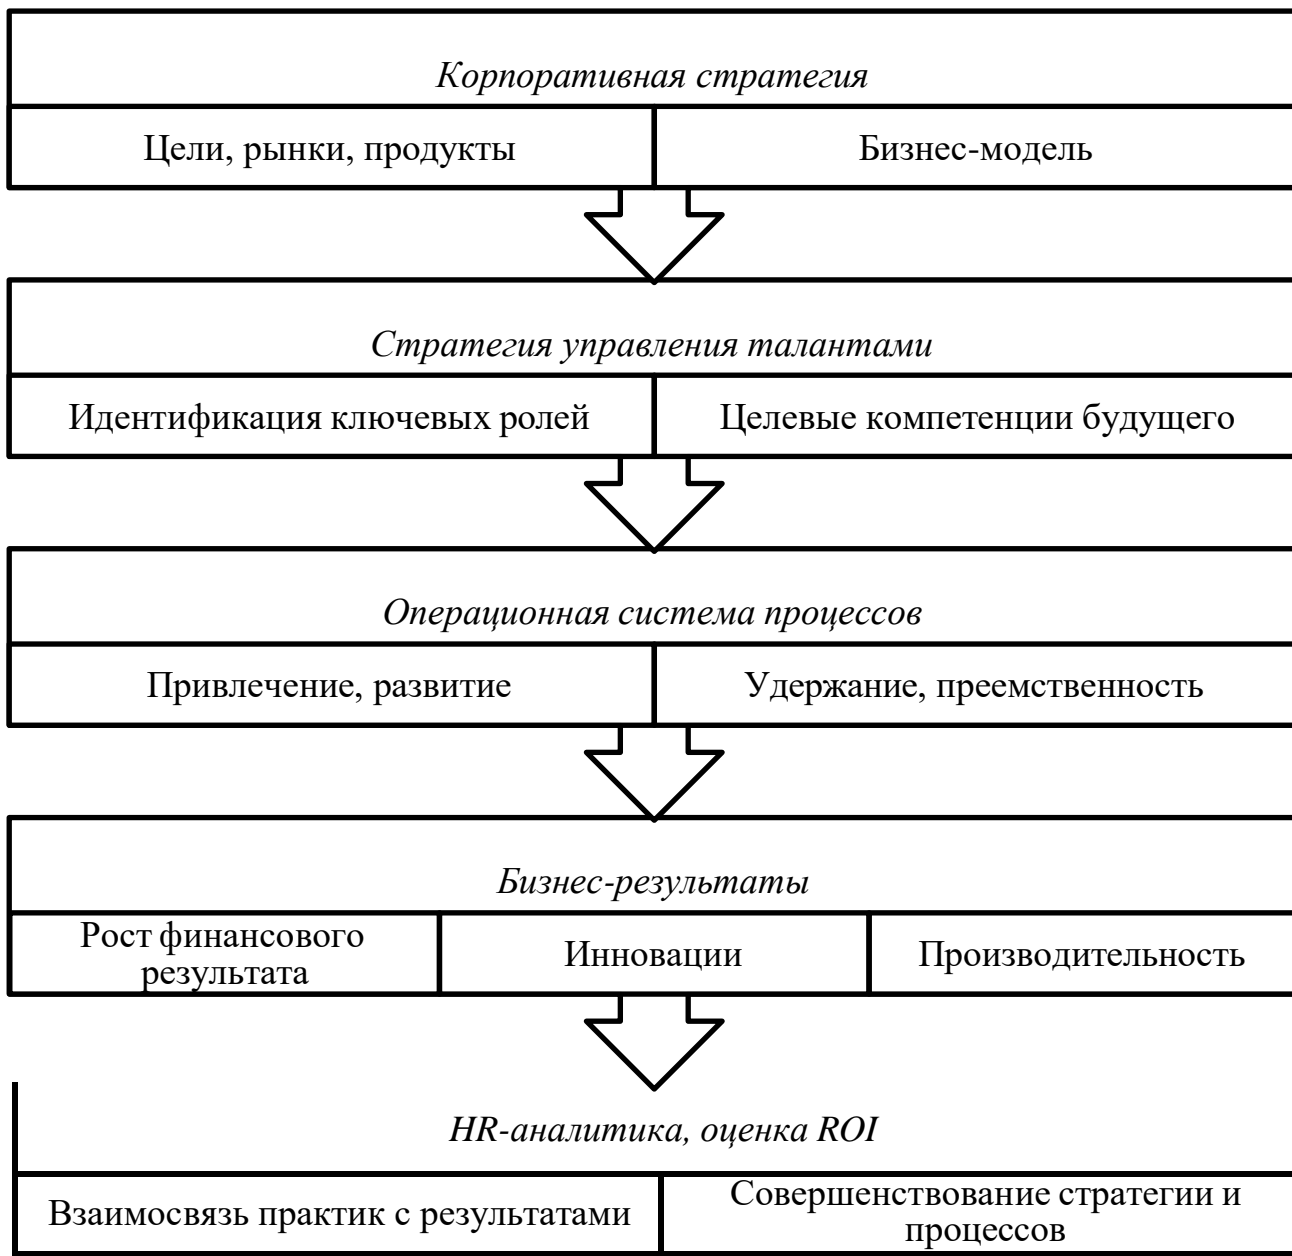 Корпоративная стратегия
Цели, рынки, продукты
Бизнес-модель
Стратегия управления талантами
Идентификация ключевых ролей
Целевые компетенции будущего
Операционная система процессов
Привлечение, развитие
Удержание, преемственность
Бизнес-результаты
Рост финансового
результата
Инновации
Производительность
HR-аналитика, оценка ROI
Взаимосвязь практик с результатами
Совершенствование стратегии и
процессов